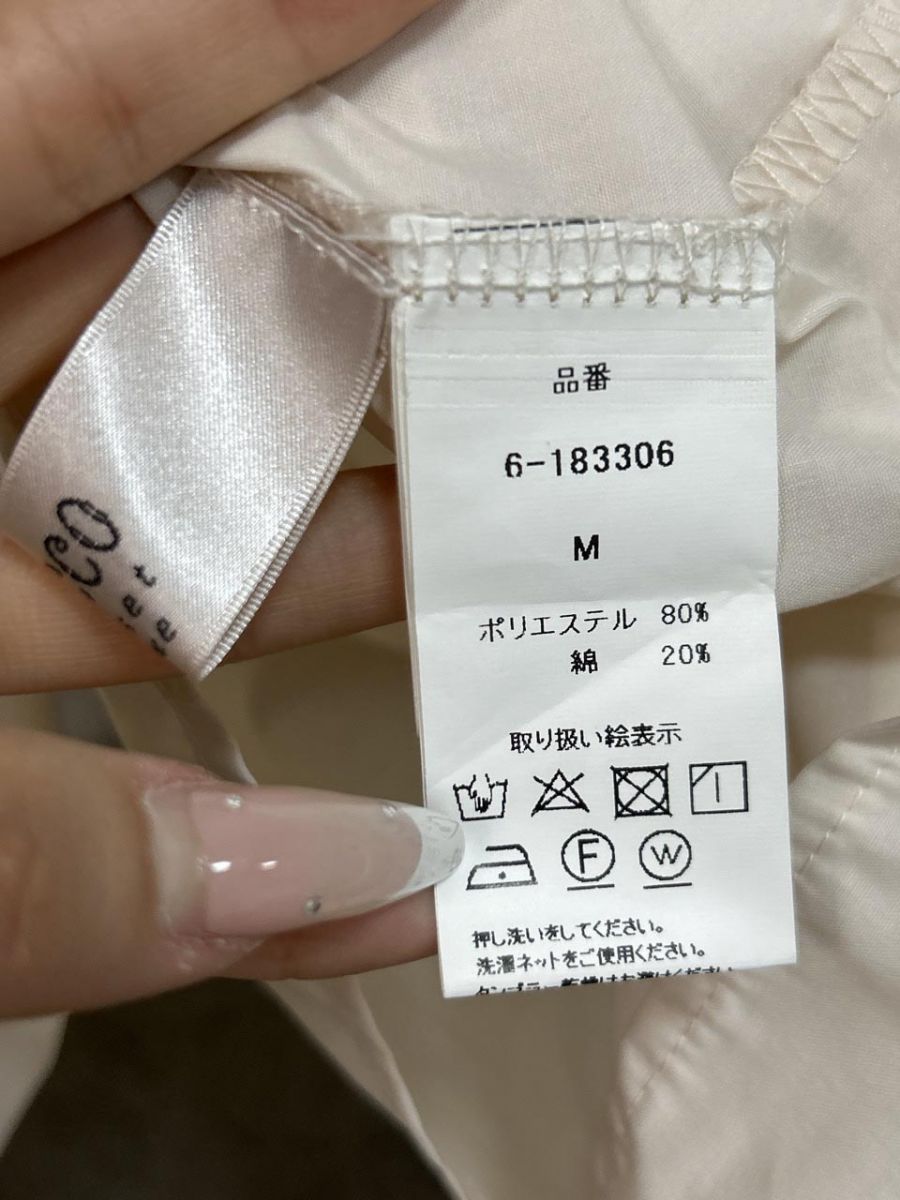 品番
6-183306
M
ポリエステル 80%
綿 20%
取り扱い絵表示
F W
押し洗いをしてください。
洗濯ネットをご使用ください。